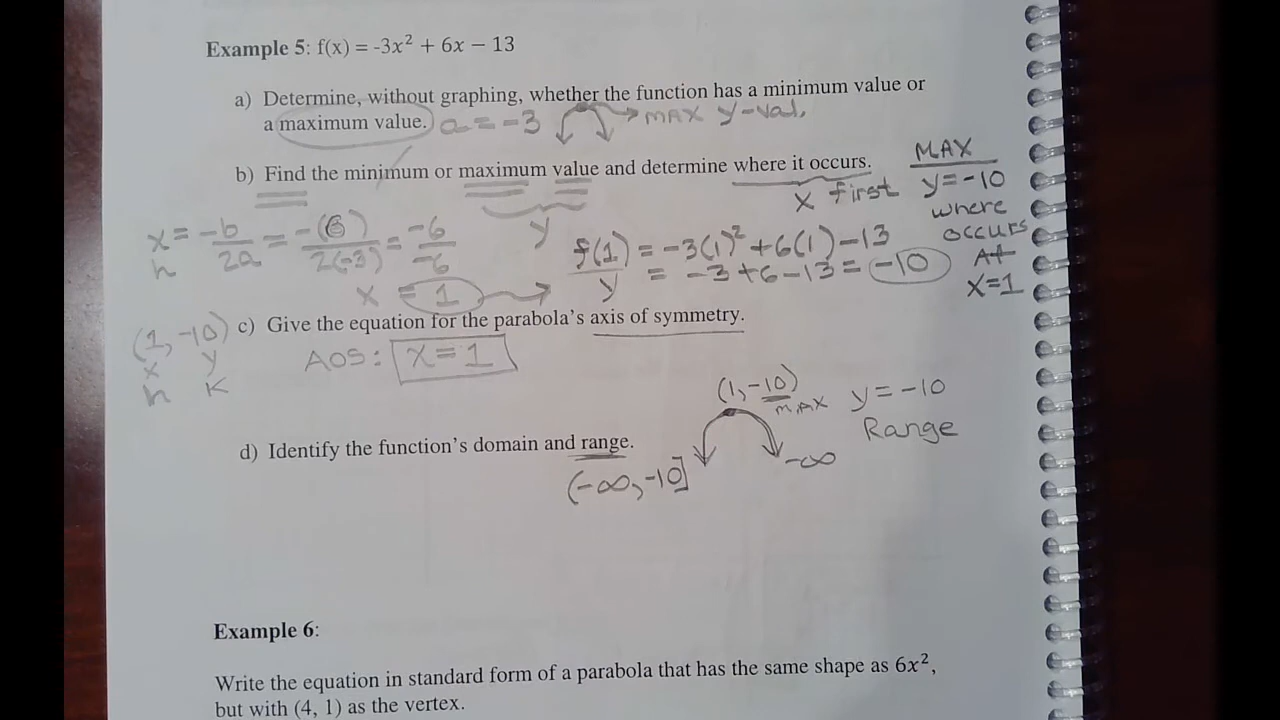 Example 5: f(x) = -3x² + 6x − 13
a) Determine, without graphing, whether the function has a minimum value or
a maximum value. a = -3 → MAX y-val.
b) Find the minimum or maximum value and determine where it occurs.
MAX
x first y = -10
where
occurs
At
x=1
x = -b/2a = -(6)/2(-3) = -6/-6
h
x = 1
y
f(1) = -3(1)² + 6(1) - 13
y = -3 + 6 - 13 = -10
c) Give the equation for the parabola's axis of symmetry.
(1, -10)
x y
h k
AOS: x = 1
(1, -10) y = -10
MAX
Range
d) Identify the function's domain and range.
-∞
(-∞, -10]
Example 6:
Write the equation in standard form of a parabola that has the same shape as 6x²,
but with (4, 1) as the vertex.